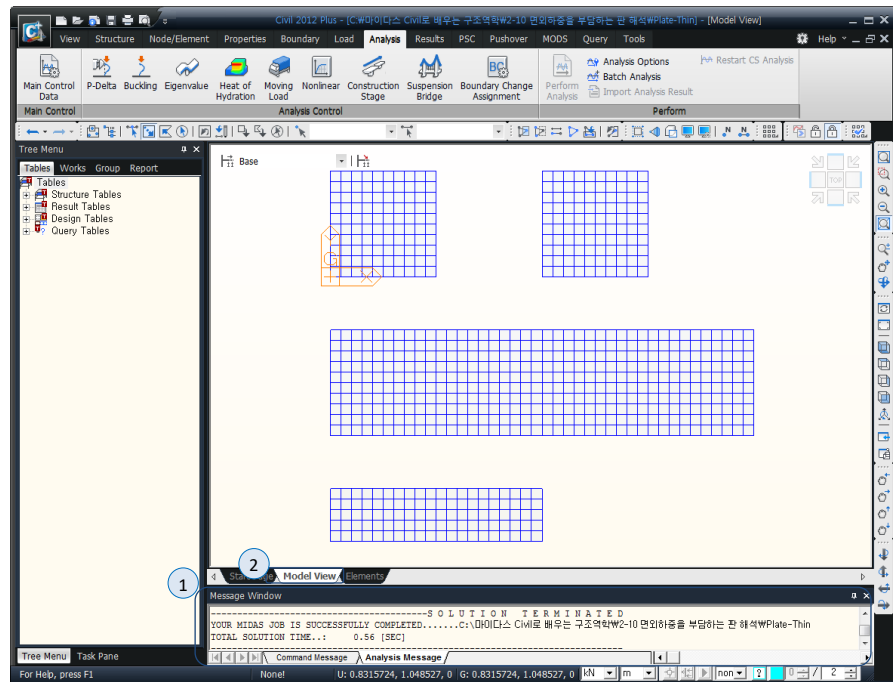 Civil 2012 Plus - [C:₩마이다스 Civil로 배우는 구조역학₩2-10 면외하중을 부담하는 판 해석₩Plate-Thin] - [Model View]
View Structure Node/Element Properties Boundary Load Analysis Results PSC Pushover MODS Query Tools Help
Main Control Data
P-Delta Buckling Eigenvalue Heat of Hydration Moving Load Nonlinear Construction Stage Suspension Bridge Boundary Change Assignment
Perform Analysis
Analysis Options
Batch Analysis
Import Analysis Result
Restart CS Analysis
Main Control Analysis Control Perform
Tree Menu
Tables Works Group Report
Tables
Structure Tables
Result Tables
Design Tables
Query Tables
Base
TOP
G
X
2
Model View Elements
1
Message Window
SOLUTION TERMINATED
YOUR MIDAS JOB IS SUCCESSFULLY COMPLETED.......C:\마이다스 Civil로 배우는 구조역학₩2-10 면외하중을 부담하는 판 해석₩Plate-Thin
TOTAL SOLUTION TIME..: 0.56 [SEC]
Command Message Analysis Message
Tree Menu Task Pane
For Help, press F1 None! U: 0.8315724, 1.048527, 0 G: 0.8315724, 1.048527, 0 kN m non ? 0 / 2